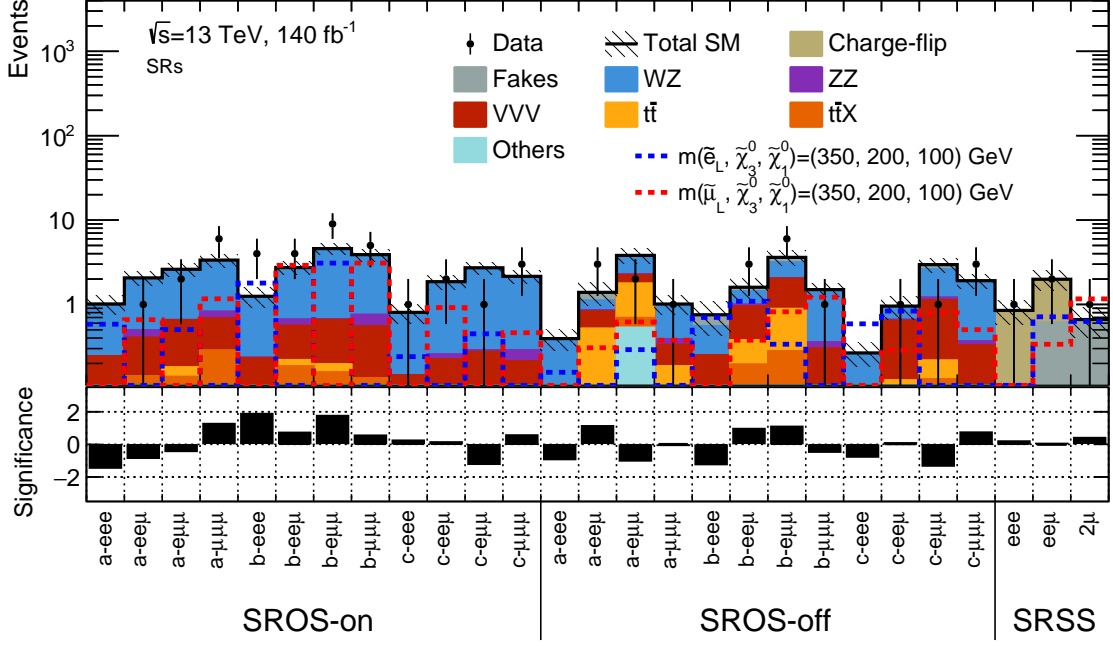 Events
√s=13 TeV, 140 fb⁻¹
SRs
Data
Total SM
Charge-flip
Fakes
WZ
ZZ
VVV
tt̄
tt̄X
Others
m(ẽ_L, χ̃⁰₃, χ̃⁰₁)=(350, 200, 100) GeV
m(μ̃_L, χ̃⁰₃, χ̃⁰₁)=(350, 200, 100) GeV
10³
10²
10
1
Significance
2
0
−2
a-eee
a-eeμ
a-eμμ
a-μμμ
b-eee
b-eeμ
b-eμμ
b-μμμ
c-eee
c-eeμ
c-eμμ
c-μμμ
a-eee
a-eeμ
a-eμμ
a-μμμ
b-eee
b-eeμ
b-eμμ
b-μμμ
c-eee
c-eeμ
c-eμμ
c-μμμ
eee
eeμ
2μ
SROS-on
SROS-off
SRSS